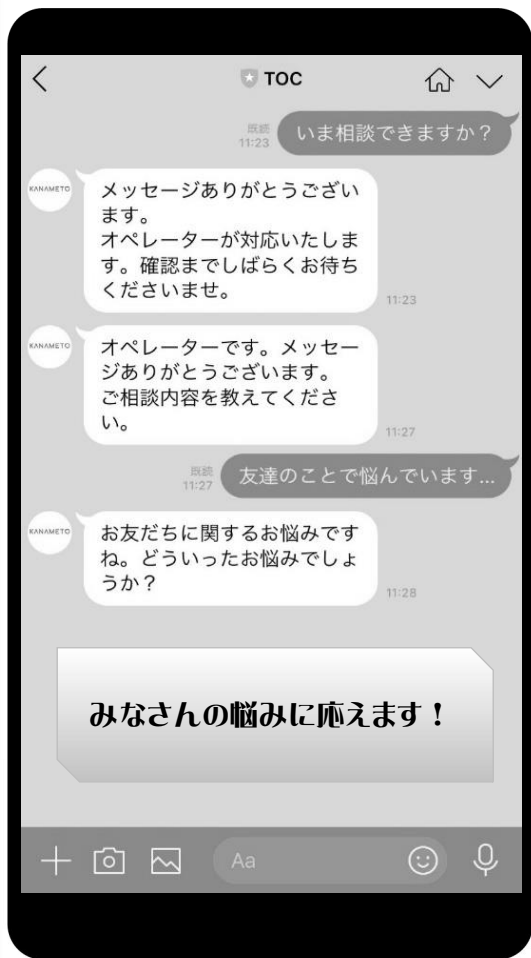 TOC
既読
11:23
いま相談できますか？
KANAMETO
メッセージありがとうござい
ます。
オペレーターが対応いたしま
す。確認までしばらくお待ち
くださいませ。
11:23
KANAMETO
オペレーターです。メッセー
ジありがとうございます。
ご相談内容を教えてくださ
い。
11:27
既読
11:27
友達のことで悩んでいます...
KANAMETO
お友だちに関するお悩みです
ね。どういったお悩みでしょ
うか？
11:28
みなさんの悩みに応えます！
Aa